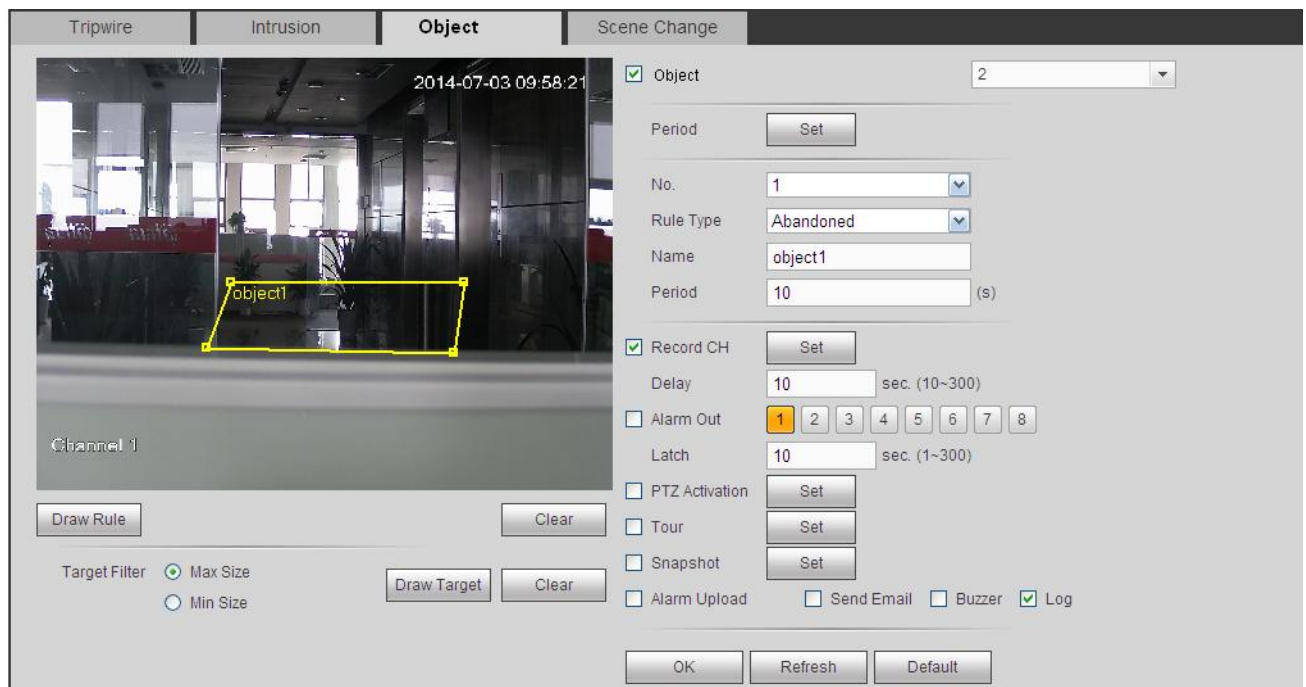 Tripwire Intrusion Object Scene Change
2014-07-03 09:58:21
object1
Channel 1
Draw Rule Clear
Target Filter Max Size
Min Size
Draw Target Clear
Object 2
Period Set
No. 1
Rule Type Abandoned
Name object1
Period 10 (s)
Record CH Set
Delay 10 sec. (10~300)
Alarm Out 1 2 3 4 5 6 7 8
Latch 10 sec. (1~300)
PTZ Activation Set
Tour Set
Snapshot Set
Alarm Upload Send Email Buzzer Log
OK Refresh Default